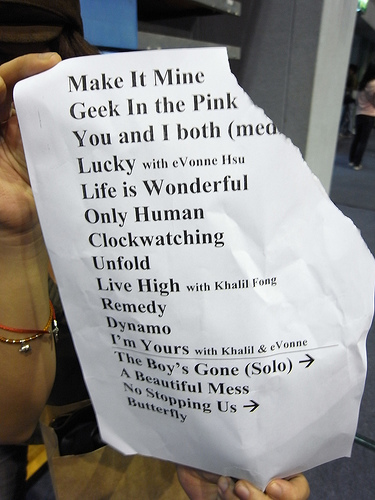 Make It Mine
Geek In the Pink
You and I both (med
Lucky with eVonne Hsu
Life is Wonderful
Only Human
Clockwatching
Unfold
Live High with Khalil Fong
Remedy
Dynamo
I'm Yours with Khalil & eVonne
The Boy's Gone (Solo) →
A Beautiful Mess
No Stopping Us →
Butterfly